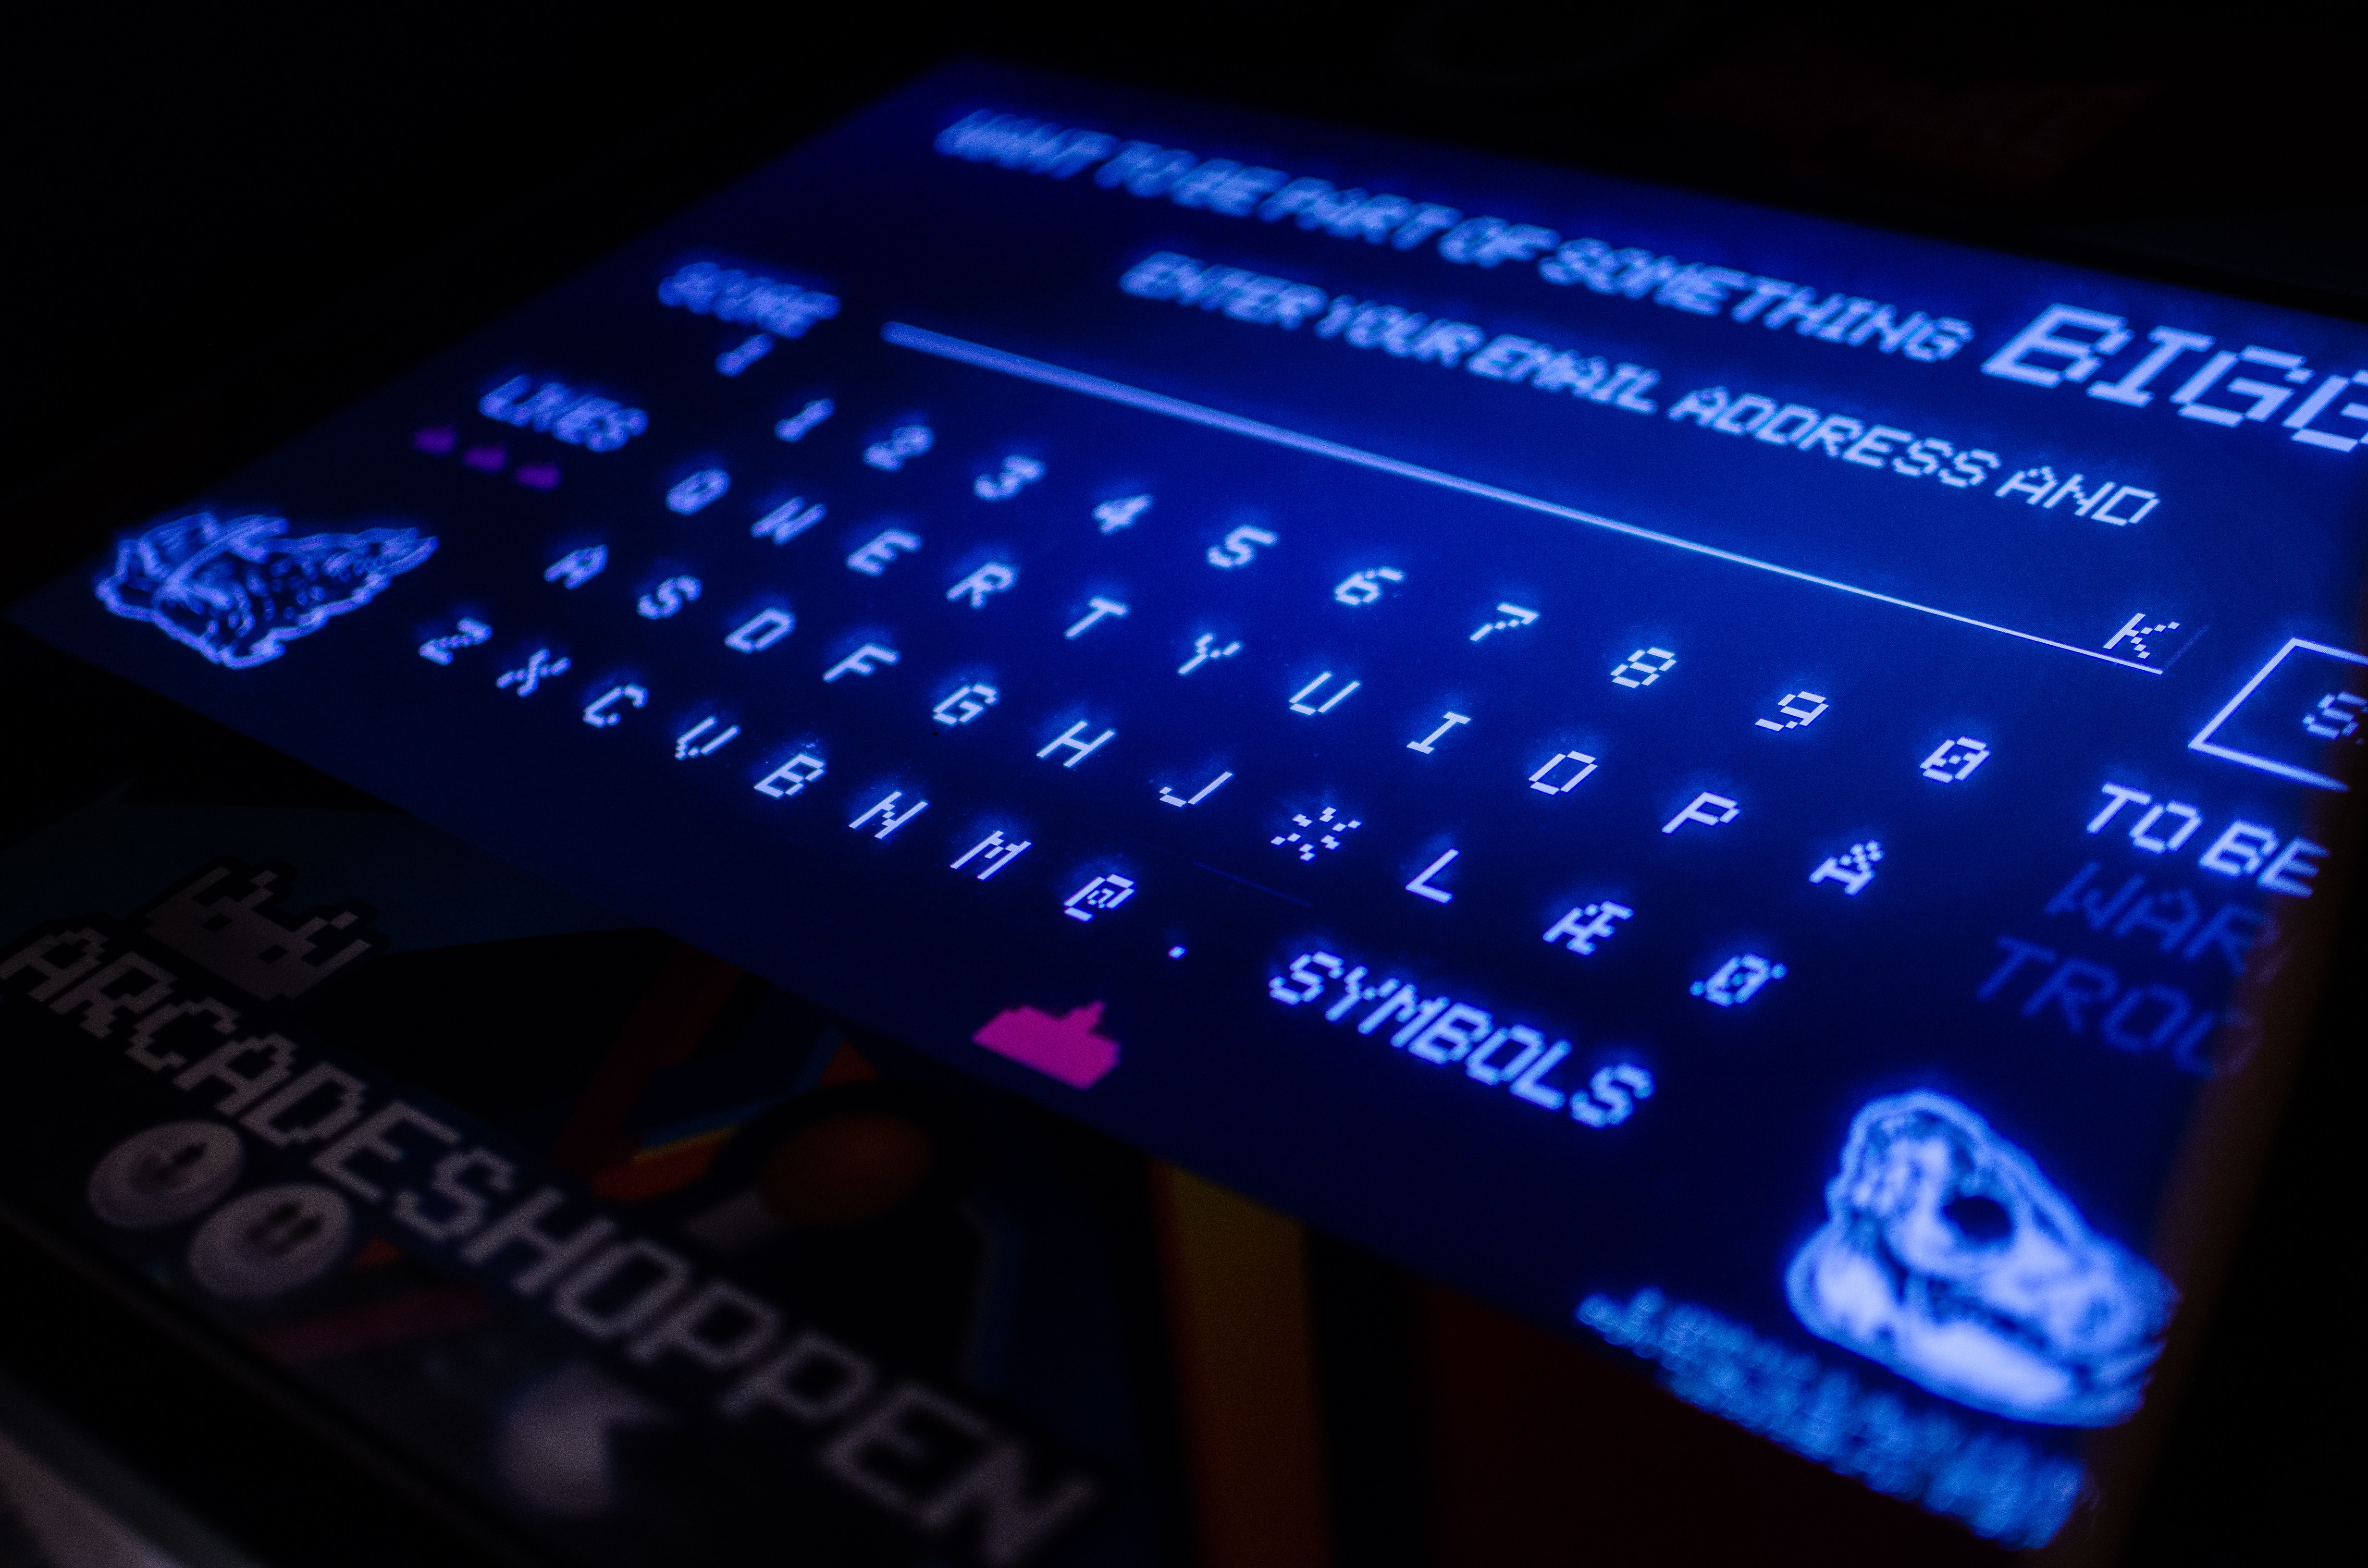 WANT TO BE PART OF SOMETHING BIGG
ENTER YOUR EMAIL ADDRESS AND
SCORE
1
K
LIVES
1 2 3 4 5 6 7 8 9 0
Q W E R T Y U I O P Å
A S D F G H J L Æ Ø
Z X C V B N M @ . SYMBOLS
TO BE
ARCADESHOPPEN